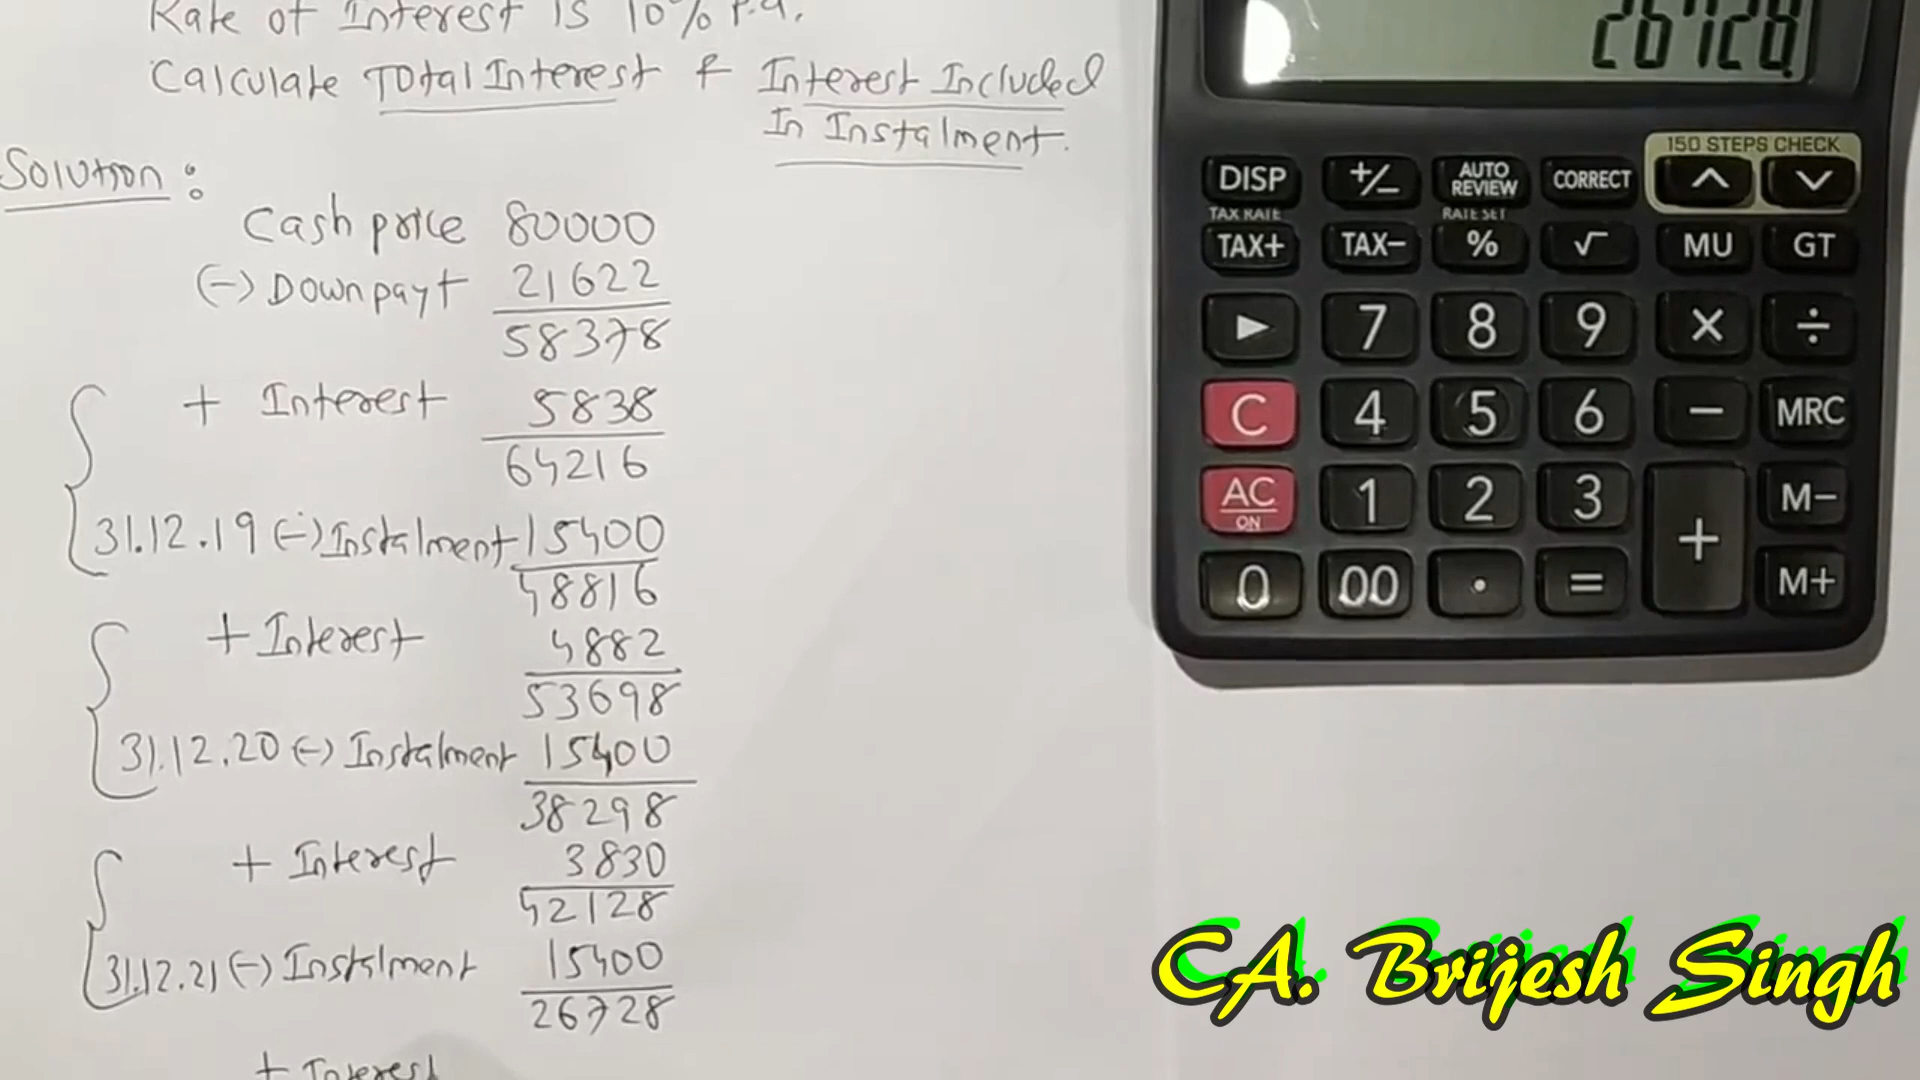 Rate of Interest is 10% P.a.
Calculate Total Interest & Interest Included
In Instalment.
Solution :
Cash price 80000
(-) Down payt 21622
58378
+ Interest 5838
64216
31.12.19 (-) Instalment 15400
48816
+ Interest 4882
53698
31.12.20 (-) Instalment 15400
38298
+ Interest 3830
42128
31.12.21 (-) Instalment 15400
26728
+ Interest
26728.
150 STEPS CHECK
DISP +/− AUTO REVIEW CORRECT
TAX RATE RATE SET
TAX+ TAX− % √ MU GT
7 8 9 × ÷
C 4 5 6 − MRC
AC ON 1 2 3 + M−
0 00 . = M+
CA. Brijesh Singh